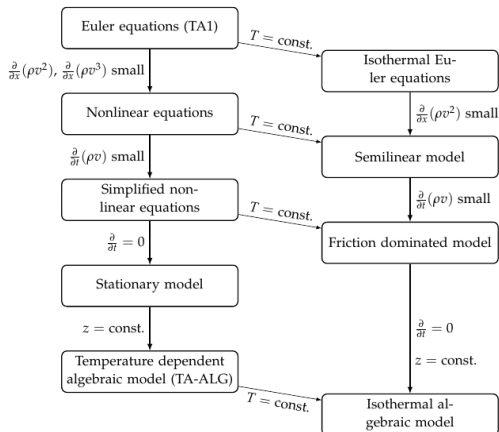 Euler equations (TA1)
T = const.
∂/∂x(ρv²), ∂/∂x(ρv³) small
Isothermal Eu-
ler equations
Nonlinear equations
T = const.
∂/∂x(ρv²) small
∂/∂t(ρv) small
Semilinear model
Simplified non-
linear equations
∂/∂t(ρv) small
T = const.
∂/∂t = 0
Friction dominated model
Stationary model
z = const.
∂/∂t = 0
z = const.
Temperature dependent
algebraic model (TA-ALG)
T = const.
Isothermal al-
gebraic model